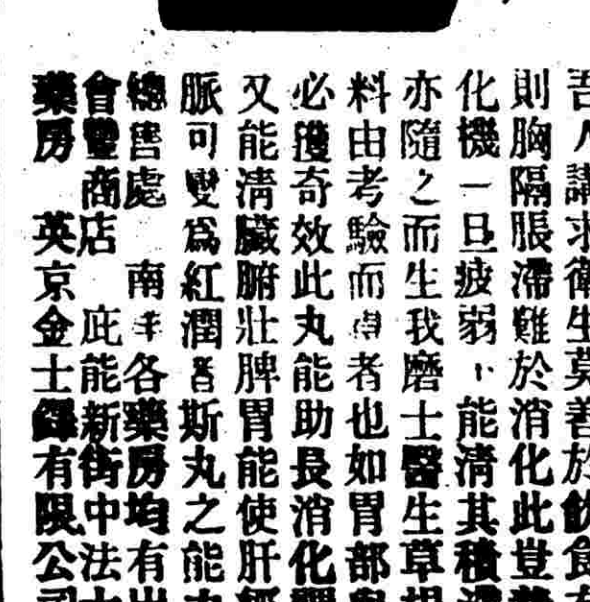 吾人講求衛生莫善於飲食
則胸隔脹滯難於消化此豈
化機一旦疲弱能淸其積
亦隨之而生我磨士醫生草
料由考驗而得者也如胃部
必獲奇效此丸能助長消化
又能淸臟腑壯脾胃能使肝
脈可變爲紅潤皆斯丸之能
總售處 南洋各藥房均有
會豐商店 庇能新街中法
藥房 英京金士鐸有限公司